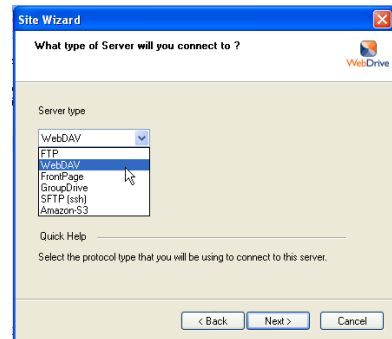 Site Wizard
What type of Server will you connect to ?
WebDrive
Server type
WebDAV
FTP
WebDAV
FrontPage
GroupDrive
SFTP (ssh)
Amazon-S3
Quick Help
Select the protocol type that you will be using to connect to this server.
< Back Next > Cancel